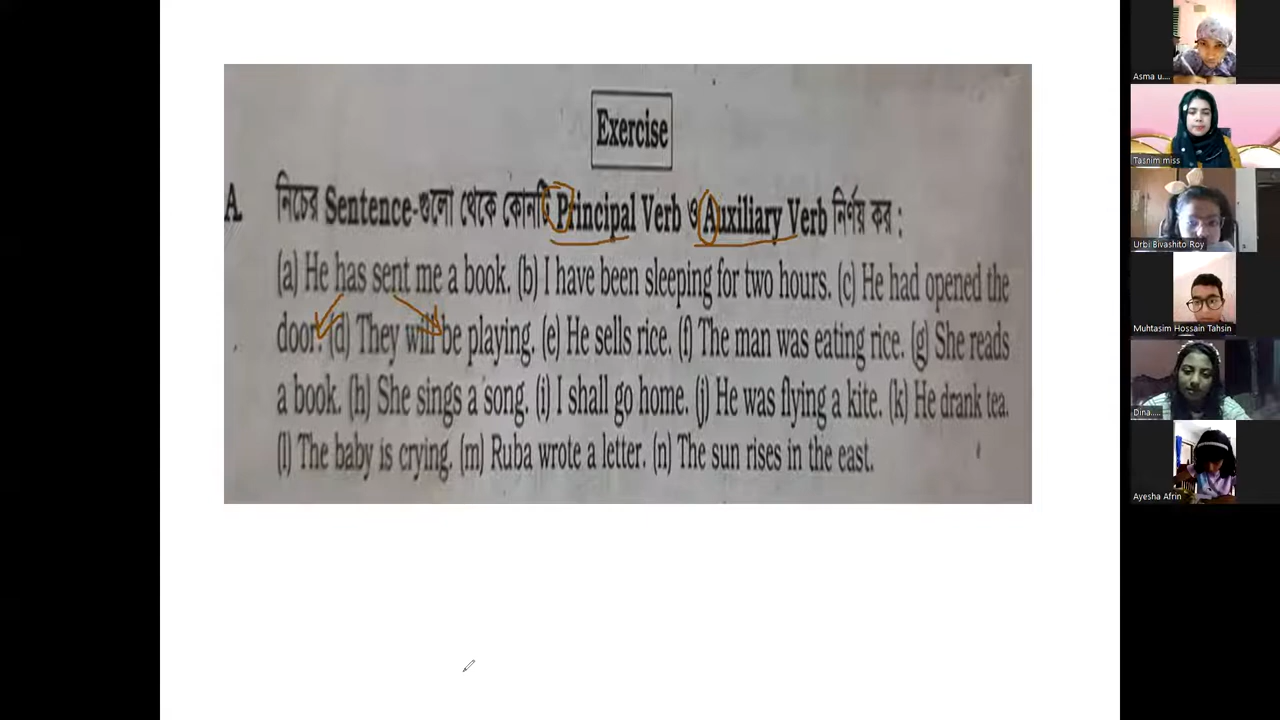 Exercise
A. নিচের Sentence-গুলো থেকে কোনটি Principal Verb ও Auxiliary Verb নির্ণয় কর :
(a) He has sent me a book. (b) I have been sleeping for two hours. (c) He had opened the
door. (d) They will be playing. (e) He sells rice. (f) The man was eating rice. (g) She reads
a book. (h) She sings a song. (i) I shall go home. (j) He was flying a kite. (k) He drank tea.
(l) The baby is crying. (m) Ruba wrote a letter. (n) The sun rises in the east.
Asma u....
Tasnim miss
Urbi Bivashito Roy
Muhtasim Hossain Tahsin
Dina.....
Ayesha Afrin